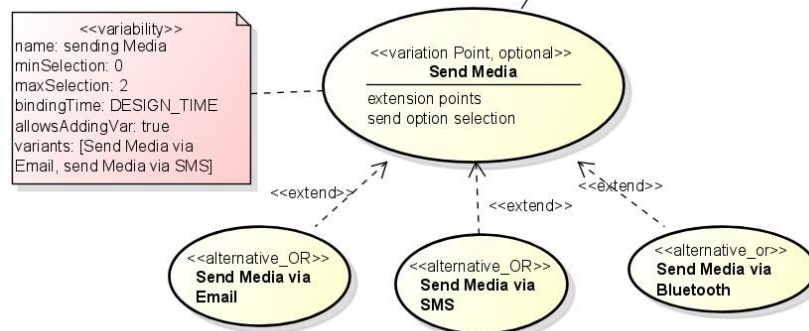 <<variability>>
name: sending Media
minSelection: 0
maxSelection: 2
bindingTime: DESIGN_TIME
allowsAddingVar: true
variants: [Send Media via
Email, send Media via SMS]
<<variation Point, optional>>
Send Media
extension points
send option selection
<<extend>>
<<extend>>
<<extend>>
<<alternative_OR>>
Send Media via
Email
<<alternative_OR>>
Send Media via
SMS
<<alternative_or>>
Send Media via
Bluetooth